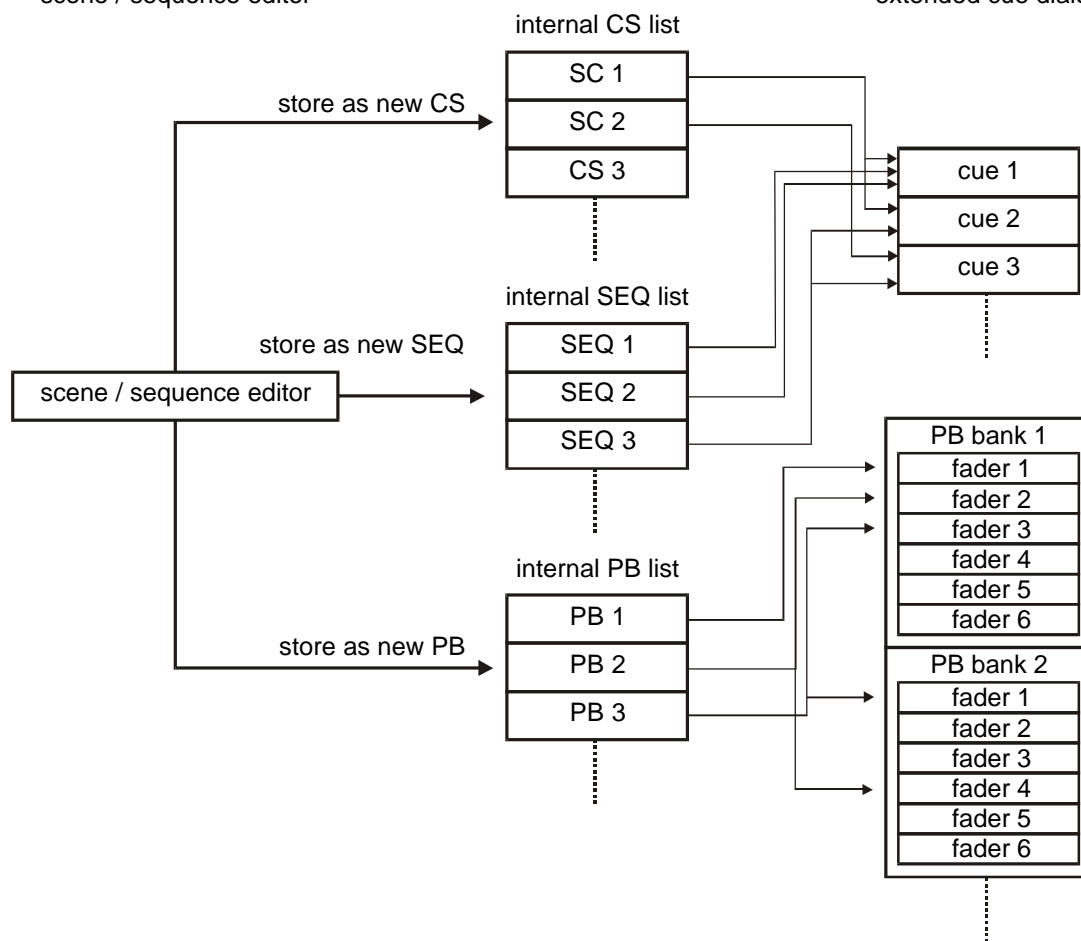 internal CS list
SC 1
store as new CS
SC 2
CS 3
cue 1
cue 2
cue 3
internal SEQ list
store as new SEQ
SEQ 1
SEQ 2
SEQ 3
scene / sequence editor
PB bank 1
fader 1
fader 2
fader 3
fader 4
fader 5
fader 6
internal PB list
PB 1
store as new PB
PB 2
PB 3
PB bank 2
fader 1
fader 2
fader 3
fader 4
fader 5
fader 6